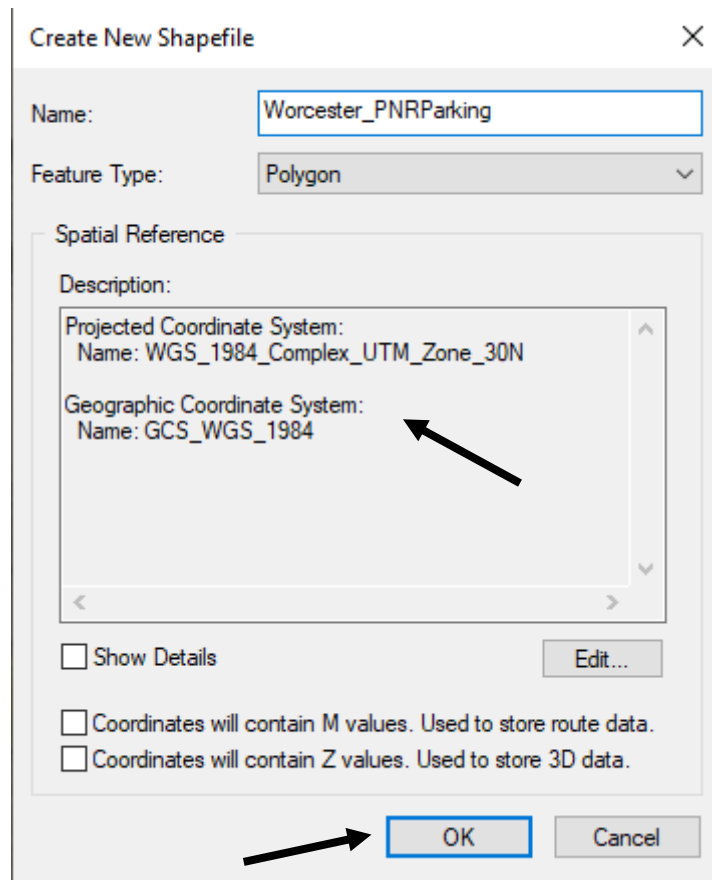 Create New Shapefile
Name:
Worcester_PNRParking
Feature Type:
Polygon
Spatial Reference
Description:
Projected Coordinate System:
Name: WGS_1984_Complex_UTM_Zone_30N
Geographic Coordinate System:
Name: GCS_WGS_1984
Show Details
Edit...
Coordinates will contain M values. Used to store route data.
Coordinates will contain Z values. Used to store 3D data.
OK
Cancel